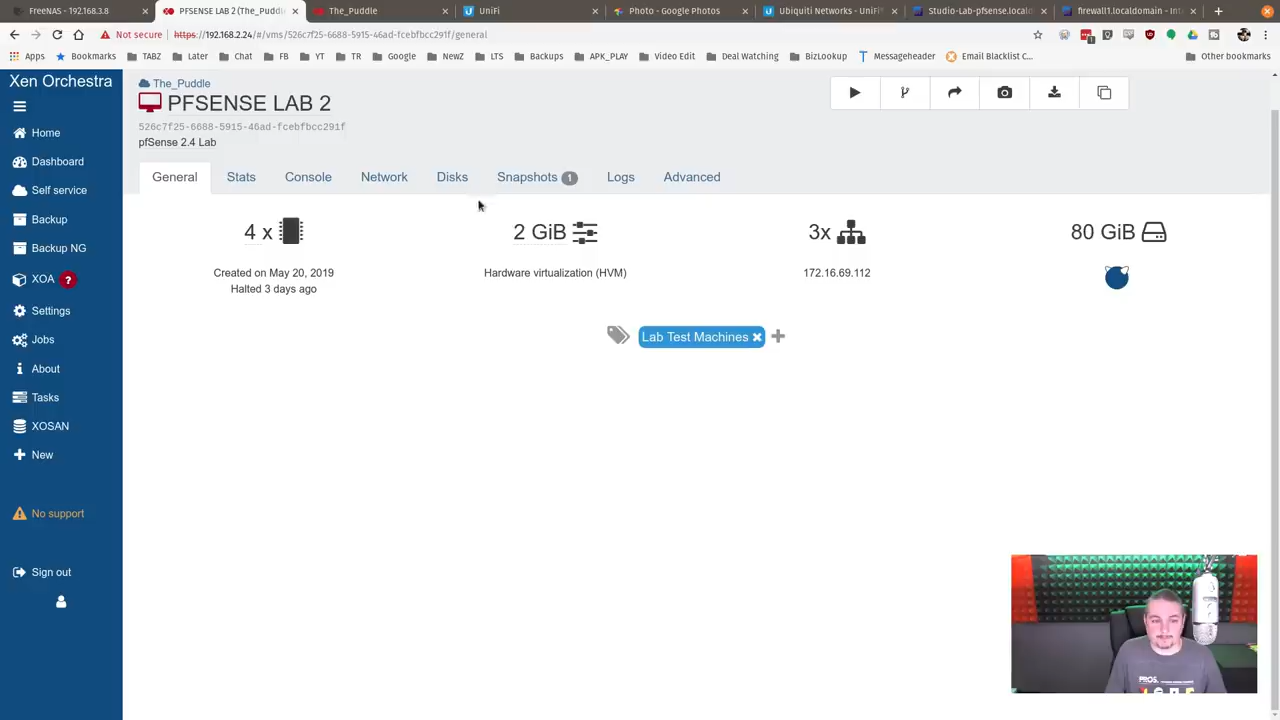 FreeNAS - 192.168.3.8
PFSENSE LAB 2 (The_Puddl
The_Puddle
UniFi
Photo - Google Photos
Ubiquiti Networks - UniFi
Studio-Lab-pfsense.locald
firewall1.localdomain - Int
Not secure
https://192.168.2.24/#/vms/526c7f25-6688-5915-46ad-fcebfbcc291f/general
Apps
Bookmarks
TABZ
Later
Chat
FB
YT
TR
Google
NewZ
LTS
Backups
APK_PLAY
Video Edit
Deal Watching
BizLookup
Messageheader
Email Blacklist C...
Other bookmarks
Xen Orchestra
Home
Dashboard
Self service
Backup
Backup NG
XOA ?
Settings
Jobs
About
Tasks
XOSAN
New
No support
Sign out
The_Puddle
PFSENSE LAB 2
526c7f25-6688-5915-46ad-fcebfbcc291f
pfSense 2.4 Lab
General
Stats
Console
Network
Disks
Snapshots 1
Logs
Advanced
4 x
2 GiB
3x
80 GiB
Created on May 20, 2019
Halted 3 days ago
Hardware virtualization (HVM)
172.16.69.112
Lab Test Machines